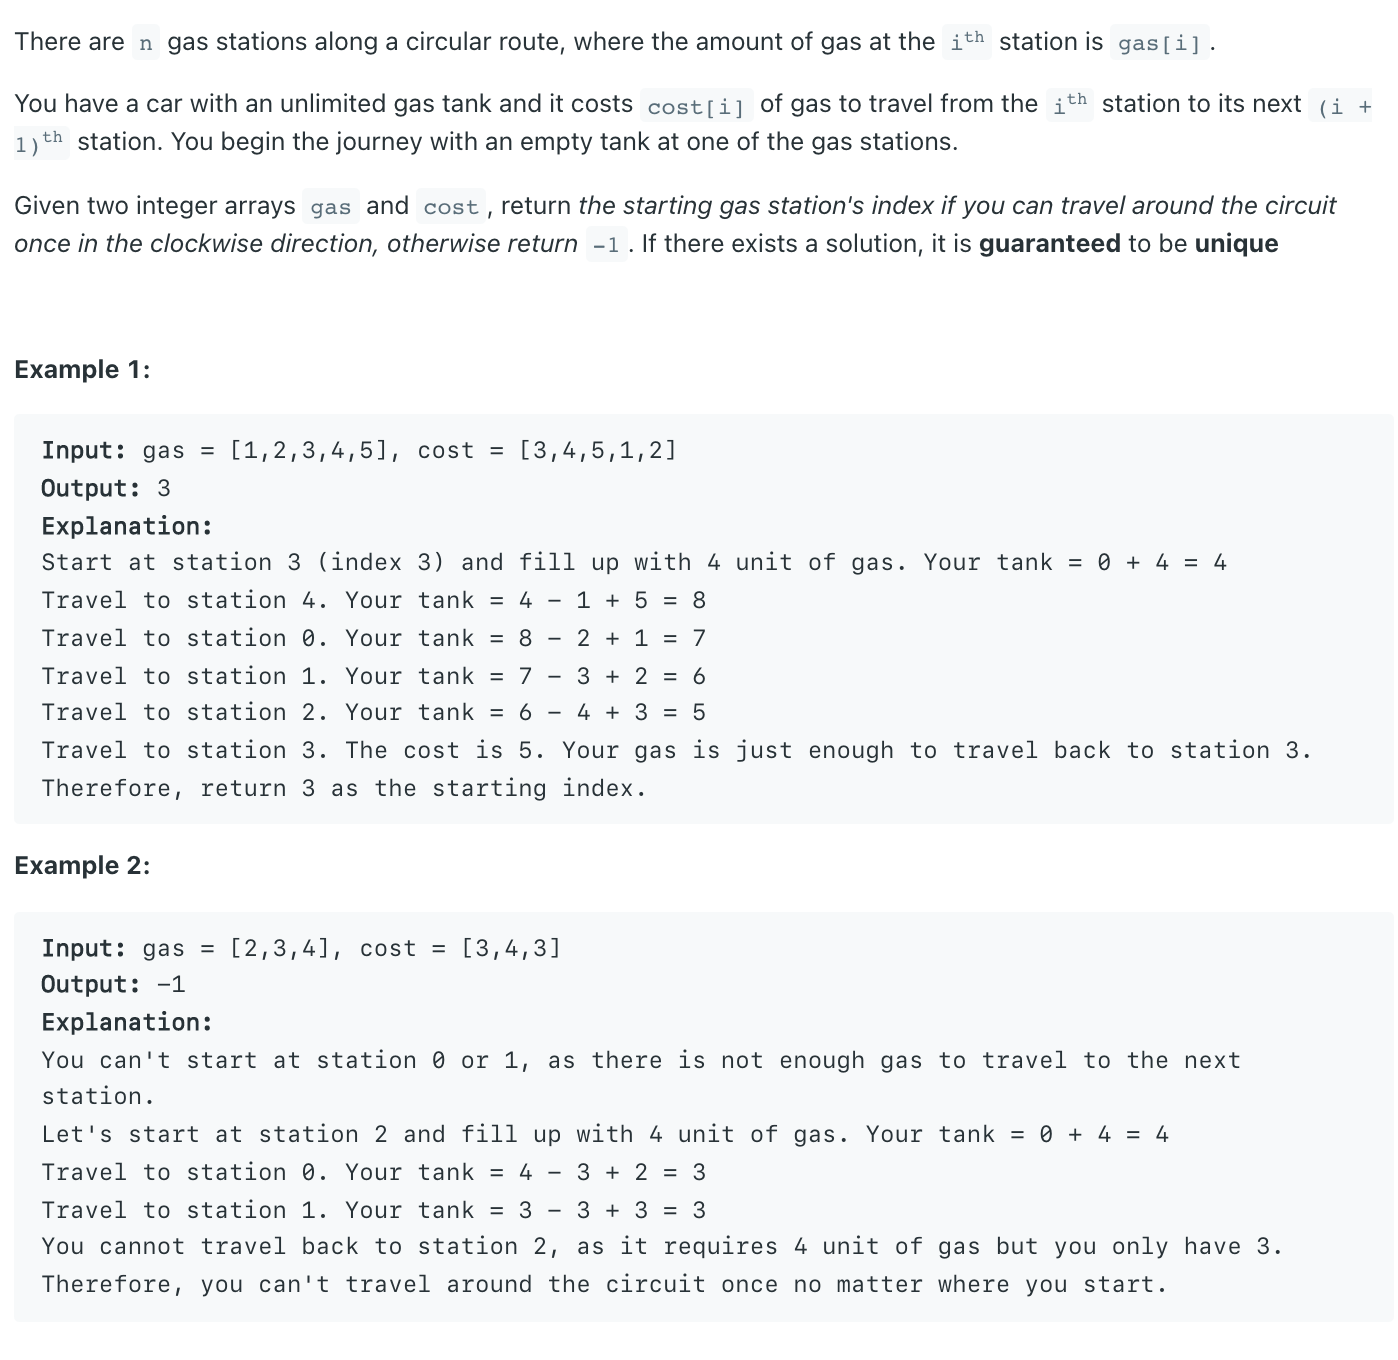 There are n gas stations along a circular route, where the amount of gas at the ith station is gas[i].
You have a car with an unlimited gas tank and it costs cost[i] of gas to travel from the ith station to its next (i +
1)th station. You begin the journey with an empty tank at one of the gas stations.
Given two integer arrays gas and cost, return the starting gas station's index if you can travel around the circuit
once in the clockwise direction, otherwise return -1. If there exists a solution, it is guaranteed to be unique
Example 1:
Input: gas = [1,2,3,4,5], cost = [3,4,5,1,2]
Output: 3
Explanation:
Start at station 3 (index 3) and fill up with 4 unit of gas. Your tank = 0 + 4 = 4
Travel to station 4. Your tank = 4 - 1 + 5 = 8
Travel to station 0. Your tank = 8 - 2 + 1 = 7
Travel to station 1. Your tank = 7 - 3 + 2 = 6
Travel to station 2. Your tank = 6 - 4 + 3 = 5
Travel to station 3. The cost is 5. Your gas is just enough to travel back to station 3.
Therefore, return 3 as the starting index.
Example 2:
Input: gas = [2,3,4], cost = [3,4,3]
Output: -1
Explanation:
You can't start at station 0 or 1, as there is not enough gas to travel to the next
station.
Let's start at station 2 and fill up with 4 unit of gas. Your tank = 0 + 4 = 4
Travel to station 0. Your tank = 4 - 3 + 2 = 3
Travel to station 1. Your tank = 3 - 3 + 3 = 3
You cannot travel back to station 2, as it requires 4 unit of gas but you only have 3.
Therefore, you can't travel around the circuit once no matter where you start.